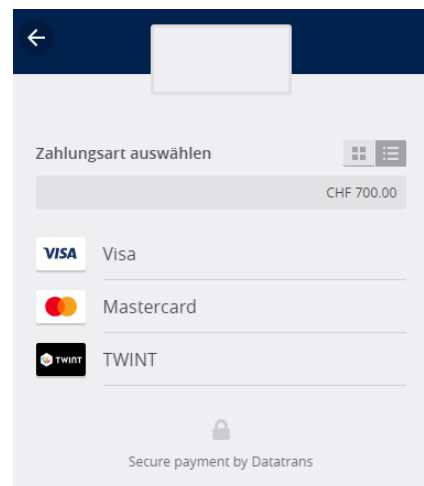 Zahlungsart auswählen
CHF 700.00
VISA Visa
Mastercard
TWINT TWINT
Secure payment by Datatrans